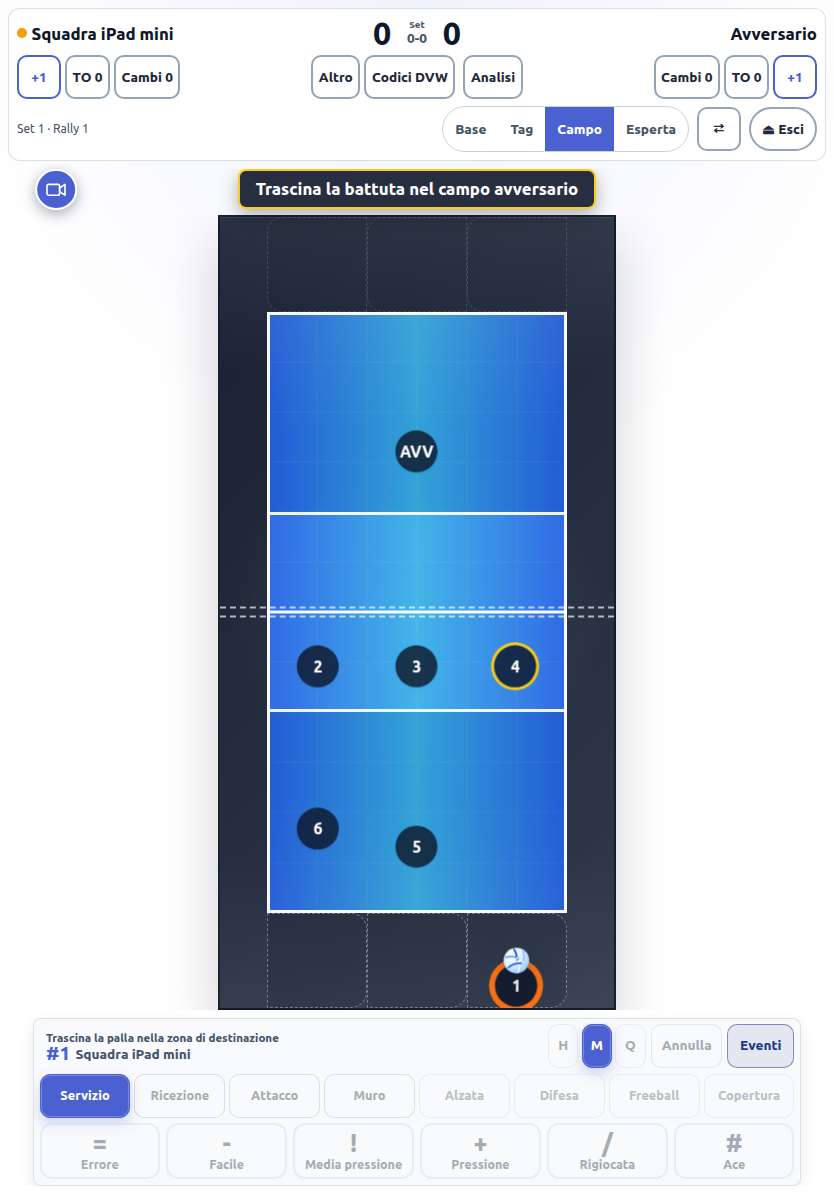 Squadra iPad mini
0 Set 0-0 0
Avversario
+1 TO 0 Cambi 0
Altro Codici DVW Analisi
Cambi 0 TO 0 +1
Set 1 · Rally 1
Base Tag Campo Esperta ⇄ ⏏ Esci
Trascina la battuta nel campo avversario
AVV
2 3 4
6
5
1
Trascina la palla nella zona di destinazione
#1 Squadra iPad mini
H M Q Annulla Eventi
Servizio Ricezione Attacco Muro Alzata Difesa Freeball Copertura
= - ! + / #
Errore Facile Media pressione Pressione Rigiocata Ace